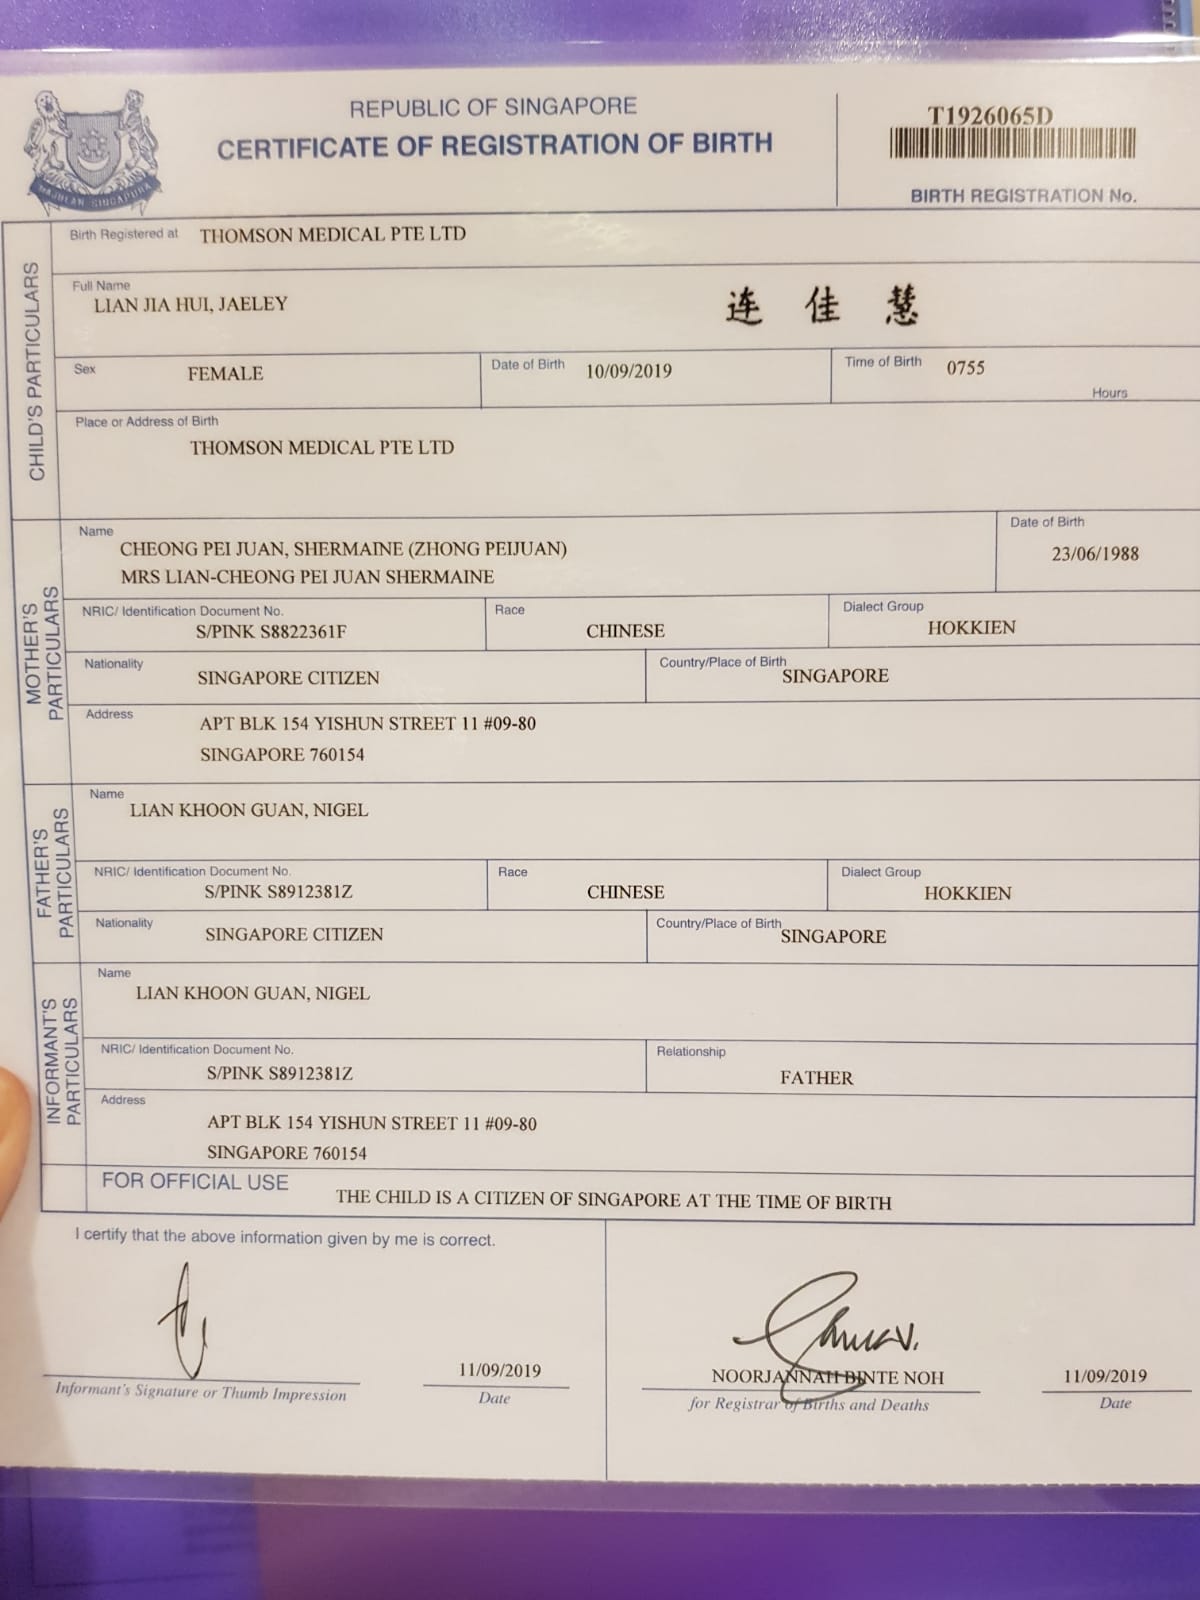 REPUBLIC OF SINGAPORE
CERTIFICATE OF REGISTRATION OF BIRTH
T1926065D
BIRTH REGISTRATION No.
MAJULAH SINGAPURA
CHILD'S PARTICULARS
Birth Registered at THOMSON MEDICAL PTE LTD
Full Name
LIAN JIA HUI, JAELEY 连 佳 慧
Sex FEMALE Date of Birth 10/09/2019 Time of Birth 0755 Hours
Place or Address of Birth
THOMSON MEDICAL PTE LTD
MOTHER'S PARTICULARS
Name
CHEONG PEI JUAN, SHERMAINE (ZHONG PEIJUAN)
MRS LIAN-CHEONG PEI JUAN SHERMAINE
Date of Birth
23/06/1988
NRIC/ Identification Document No.
S/PINK S8822361F
Race
CHINESE
Dialect Group
HOKKIEN
Nationality
SINGAPORE CITIZEN
Country/Place of Birth
SINGAPORE
Address
APT BLK 154 YISHUN STREET 11 #09-80
SINGAPORE 760154
FATHER'S PARTICULARS
Name
LIAN KHOON GUAN, NIGEL
NRIC/ Identification Document No.
S/PINK S8912381Z
Race
CHINESE
Dialect Group
HOKKIEN
Nationality
SINGAPORE CITIZEN
Country/Place of Birth
SINGAPORE
INFORMANT'S PARTICULARS
Name
LIAN KHOON GUAN, NIGEL
NRIC/ Identification Document No.
S/PINK S8912381Z
Relationship
FATHER
Address
APT BLK 154 YISHUN STREET 11 #09-80
SINGAPORE 760154
FOR OFFICIAL USE
THE CHILD IS A CITIZEN OF SINGAPORE AT THE TIME OF BIRTH
I certify that the above information given by me is correct.
11/09/2019
Informant's Signature or Thumb Impression
Date
NOORJANNAH BINTE NOH
for Registrar of Births and Deaths
11/09/2019
Date